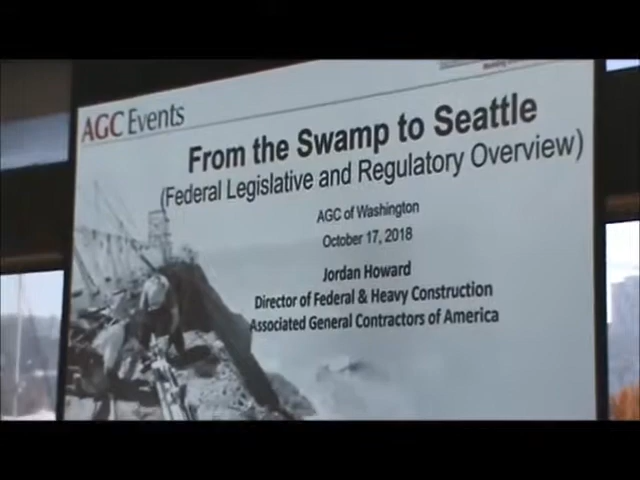 AGC Events
From the Swamp to Seattle
(Federal Legislative and Regulatory Overview)
AGC of Washington
October 17, 2018
Jordan Howard
Director of Federal & Heavy Construction
Associated General Contractors of America